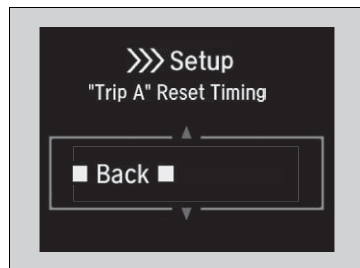 >>> Setup
"Trip A" Reset Timing
■ Back ■